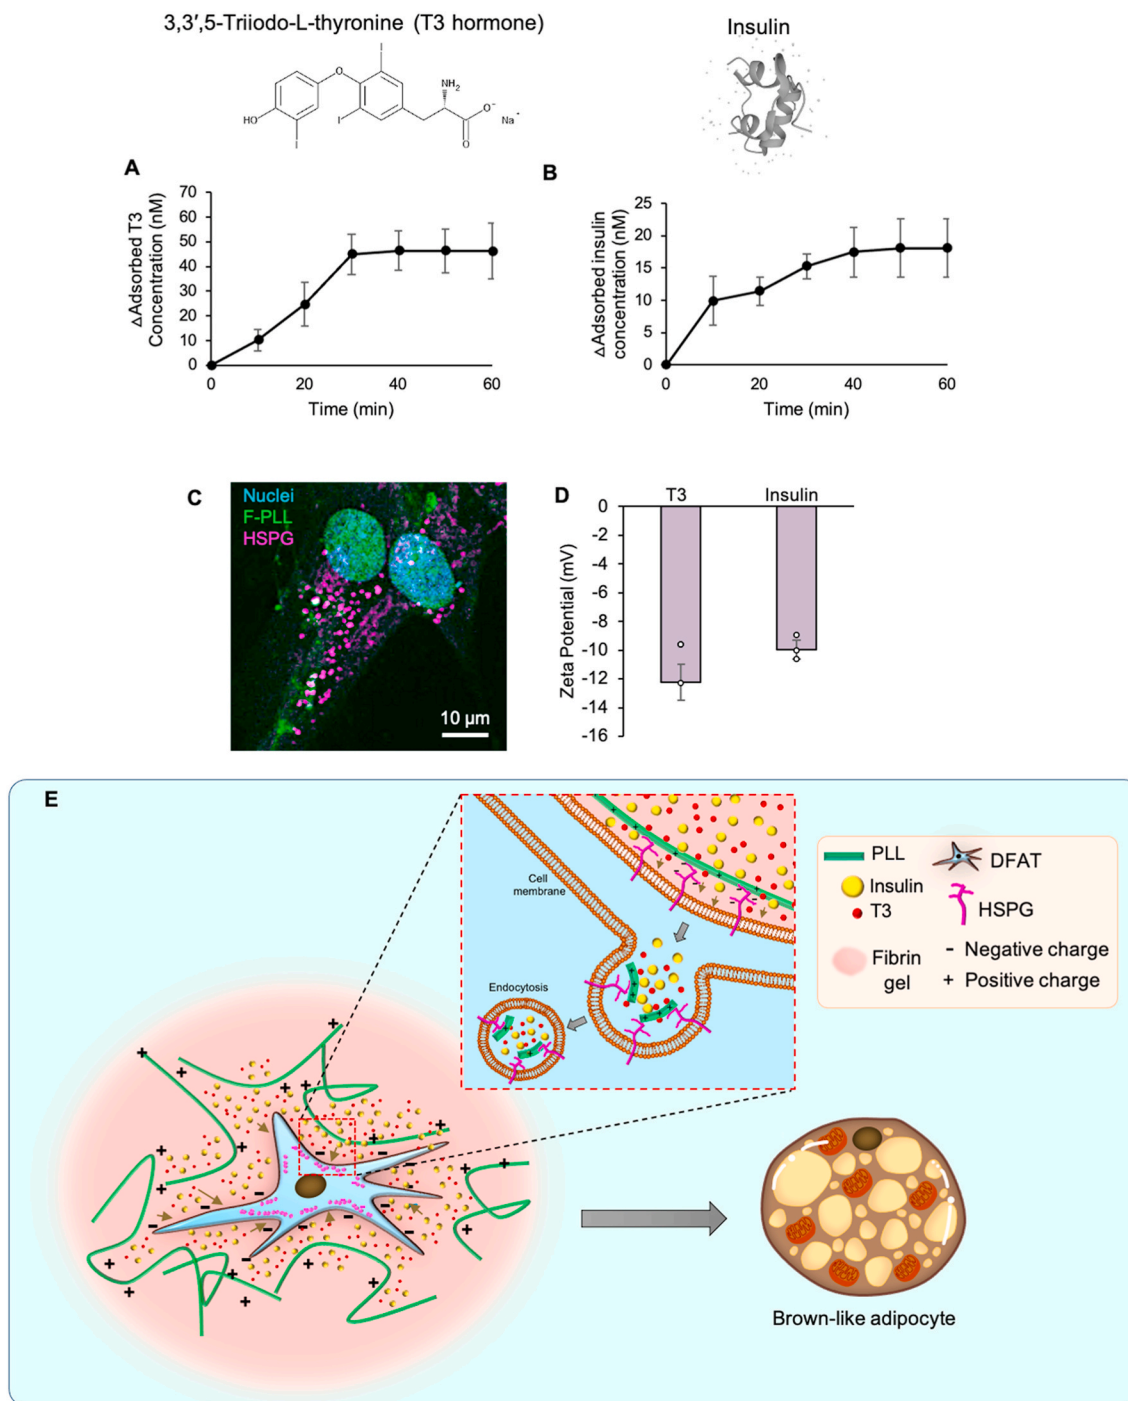 3,3′,5-Triiodo-L-thyronine (T3 hormone)
Insulin
I
O
NH₂
O⁻
Na⁺
HO
I
I
O
A
70
60
50
40
30
20
10
0
ΔAdsorbed T3
Concentration (nM)
0 20 40 60
Time (min)
B
25
20
15
10
5
0
ΔAdsorbed insulin
concentration (nM)
0 20 40 60
Time (min)
C
Nuclei
F-PLL
HSPG
10 µm
D
T3 Insulin
0
-2
-4
-6
-8
-10
-12
-14
-16
Zeta Potential (mV)
E
Cell
membrane
Endocytosis
PLL
DFAT
Insulin
T3
HSPG
Fibrin
gel
- Negative charge
+ Positive charge
Brown-like adipocyte